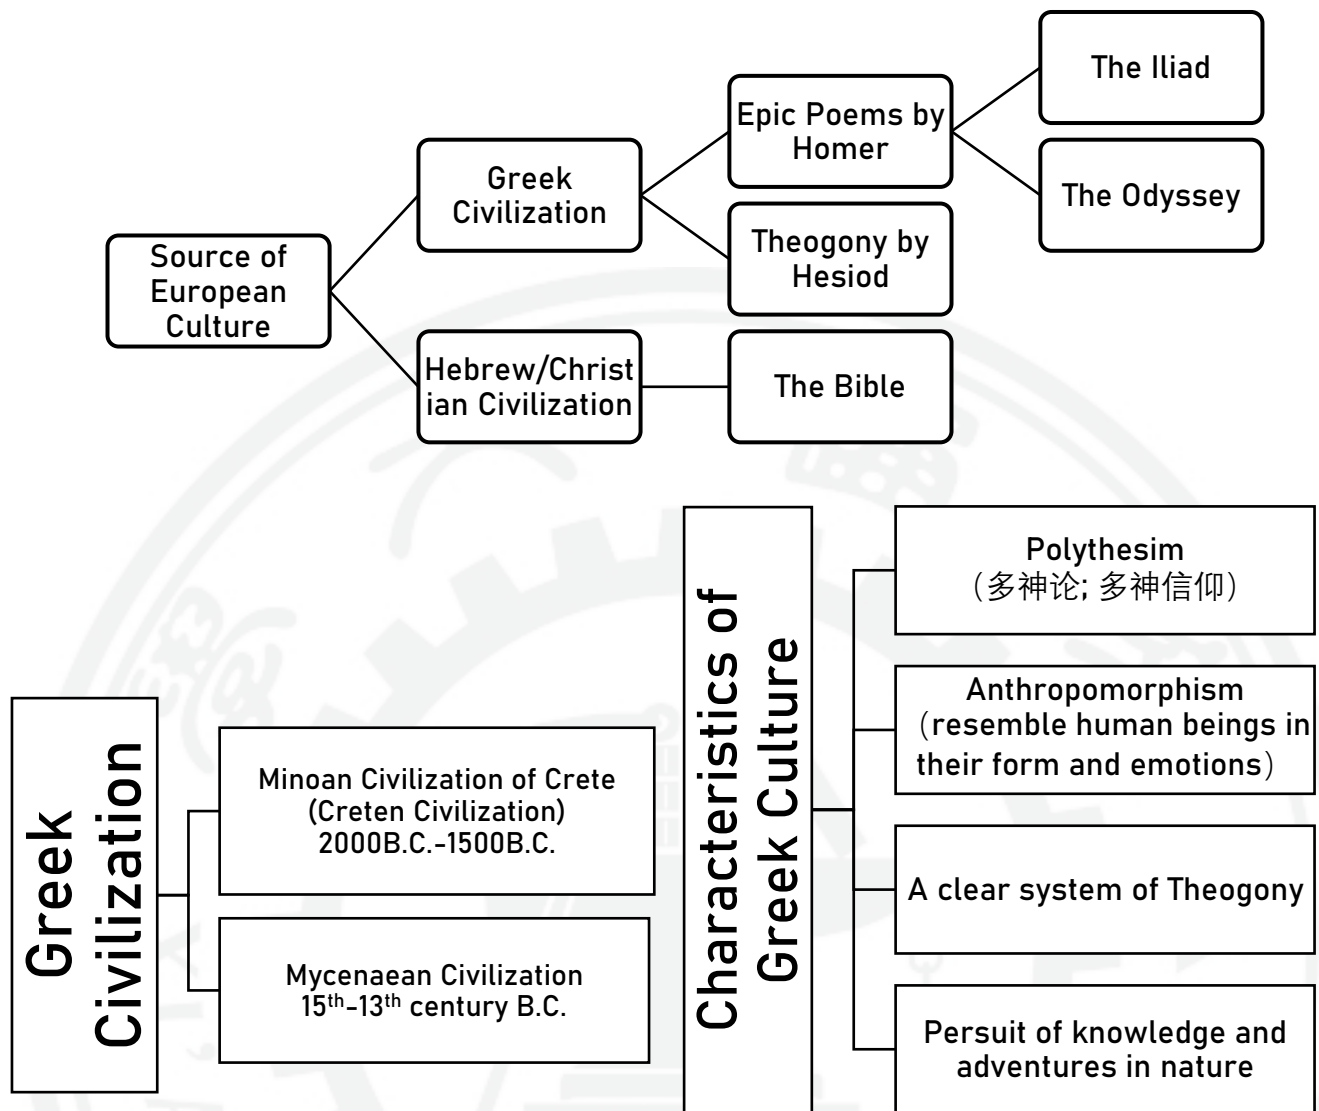 Source of
European
Culture
Greek
Civilization
Hebrew/Christ
ian Civilization
Epic Poems by
Homer
Theogony by
Hesiod
The Bible
The Iliad
The Odyssey
Greek
Civilization
Minoan Civilization of Crete
(Creten Civilization)
2000B.C.-1500B.C.
Mycenaean Civilization
15th-13th century B.C.
Characteristics of
Greek Culture
Polythesim
（多神论; 多神信仰）
Anthropomorphism
（resemble human beings in
their form and emotions）
A clear system of Theogony
Persuit of knowledge and
adventures in nature